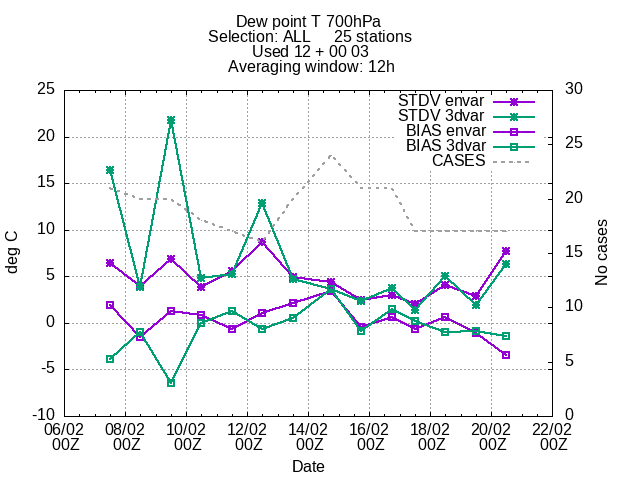 Dew point T 700hPa
Selection: ALL 25 stations
Used 12 + 00 03
Averaging window: 12h
STDV envar
STDV 3dvar
BIAS envar
BIAS 3dvar
CASES
deg C
25
20
15
10
5
0
-5
-10
No cases
30
25
20
15
10
5
0
06/02 08/02 10/02 12/02 14/02 16/02 18/02 20/02 22/02
00Z 00Z 00Z 00Z 00Z 00Z 00Z 00Z 00Z
Date